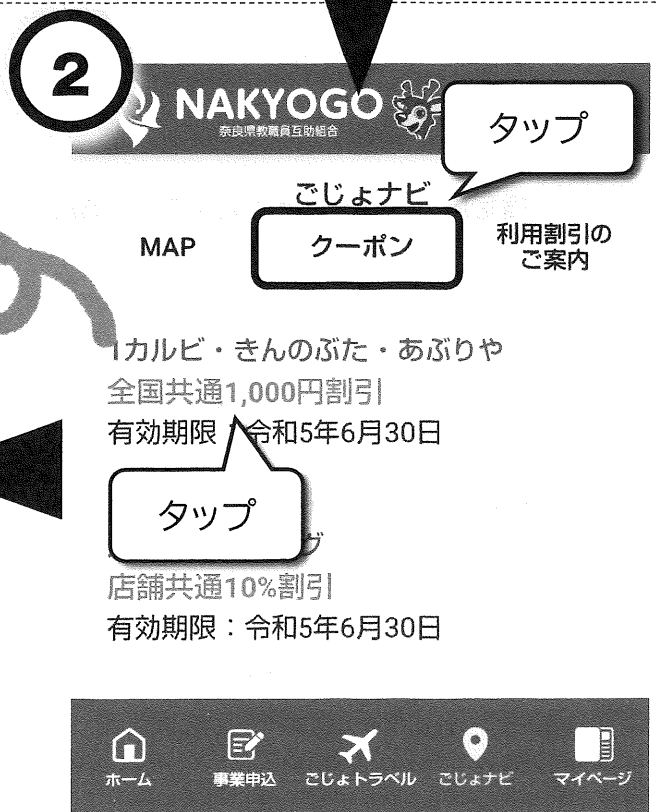 2
NAKYOGO
奈良県教職員互助組合
タップ
ごじょナビ
MAP
クーポン
利用割引の
ご案内
1カルビ・きんのぶた・あぶりや
全国共通1,000円割引
有効期限：令和5年6月30日
タップ
グ
店舗共通10%割引
有効期限：令和5年6月30日
ホーム
事業申込
ごじょトラベル
ごじょナビ
マイページ